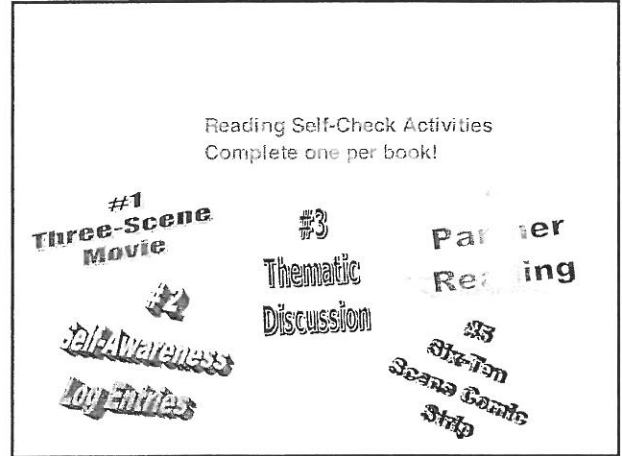 Reading Self-Check Activities
Complete one per book!
#1
Three-Scene
Movie
#2
Self-Awareness
Log Entries
#3
Thematic
Discussion
Partner
Reading
#5
Six-Ten
Scene Comic
Strip